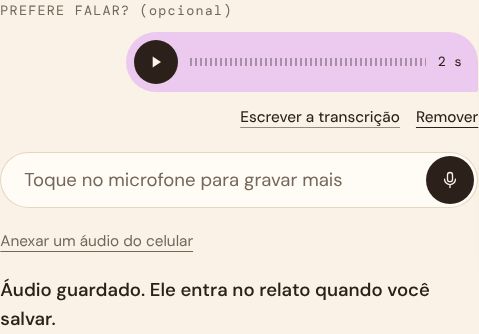 PREFERE FALAR? (opcional)
2 s
Escrever a transcrição Remover
Toque no microfone para gravar mais
Anexar um áudio do celular
Áudio guardado. Ele entra no relato quando você
salvar.